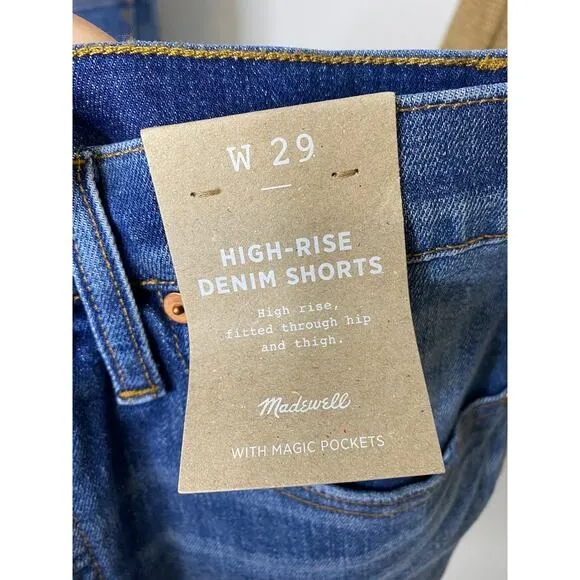 W 29
HIGH-RISE
DENIM SHORTS
High rise,
fitted through hip
and thigh.
Madewell
WITH MAGIC POCKETS